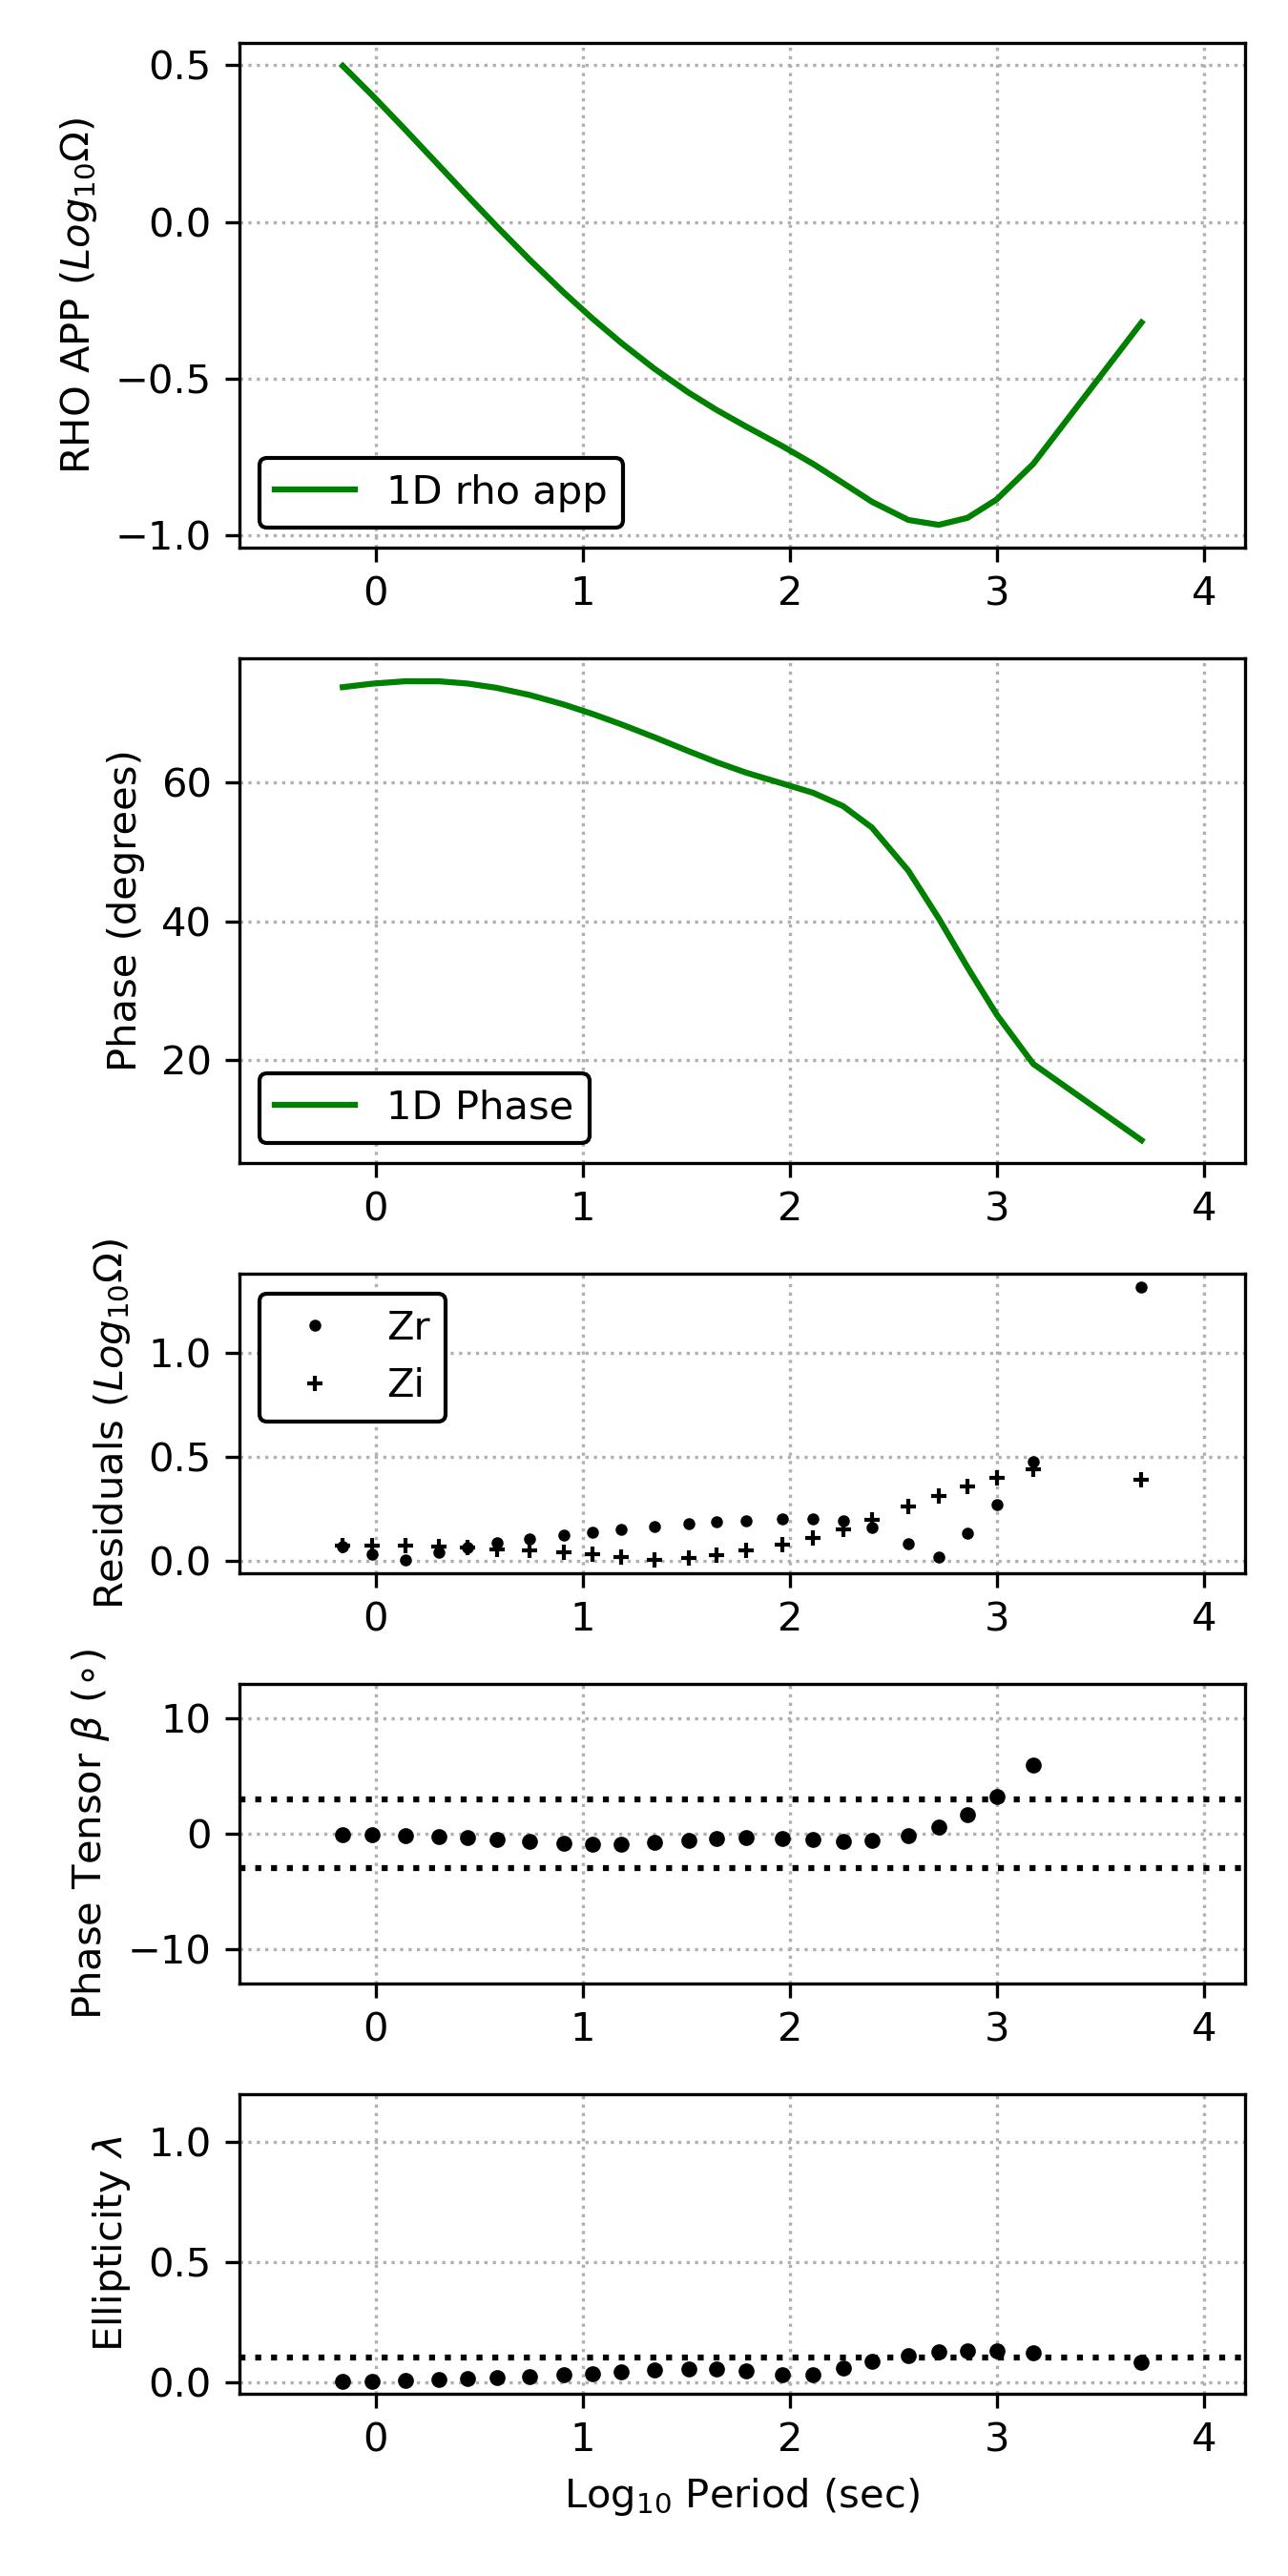 RHO APP (Log₁₀Ω)
0.5
0.0
−0.5
−1.0
1D rho app
0 1 2 3 4
Phase (degrees)
60
40
20
1D Phase
0 1 2 3 4
Residuals (Log₁₀Ω)
1.0
0.5
0.0
Zr
Zi
0 1 2 3 4
Phase Tensor β (∘)
10
0
−10
0 1 2 3 4
Ellipticity λ
1.0
0.5
0.0
0 1 2 3 4
Log₁₀ Period (sec)